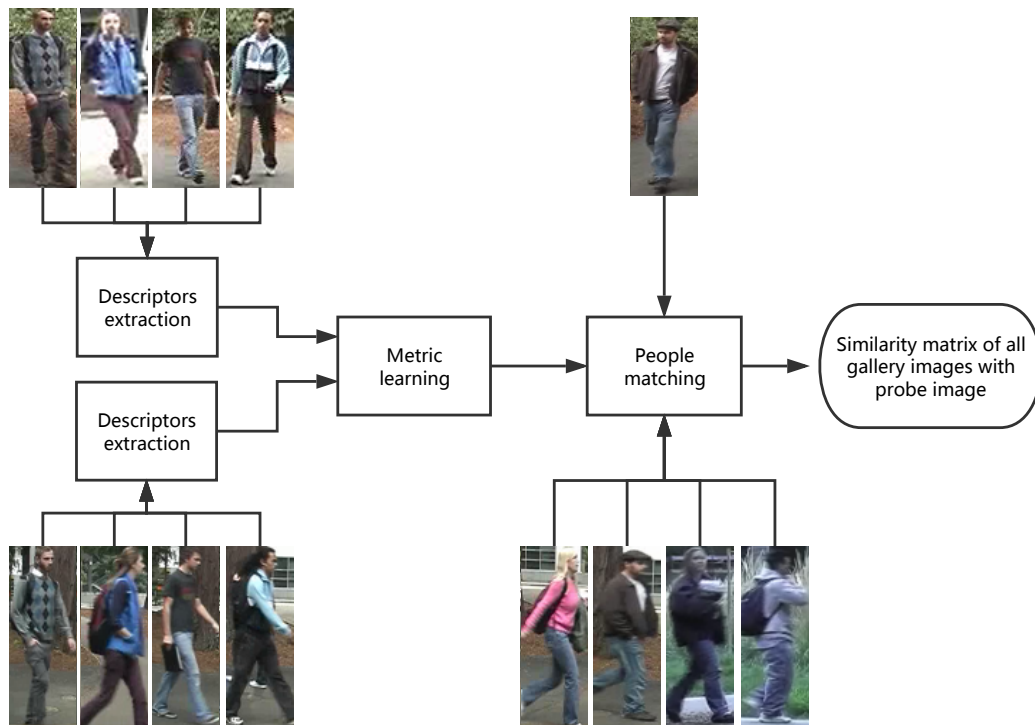 Descriptors
extraction
Metric
learning
People
matching
Similarity matrix of all
gallery images with
probe image
Descriptors
extraction